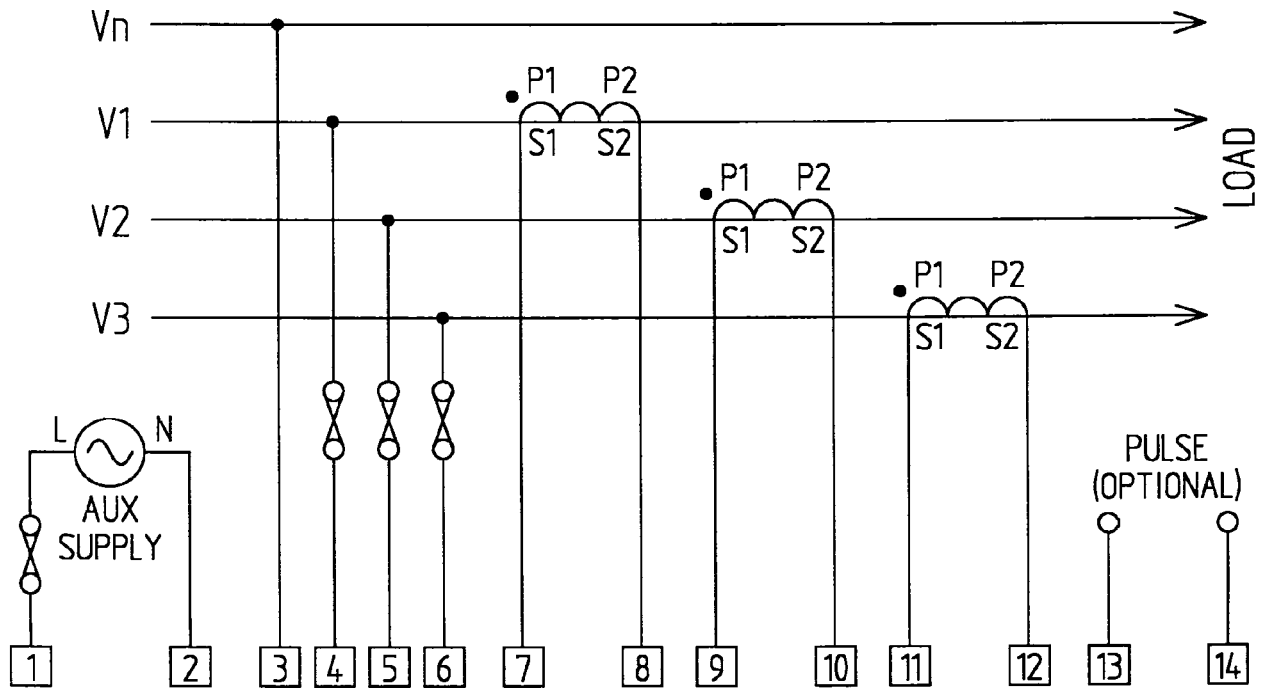 Vn
P1 P2
V1
S1 S2
LOAD
P1 P2
V2
S1 S2
P1 P2
V3
S1 S2
L N
AUX
SUPPLY
PULSE
(OPTIONAL)
1 2 3 4 5 6 7 8 9 10 11 12 13 14